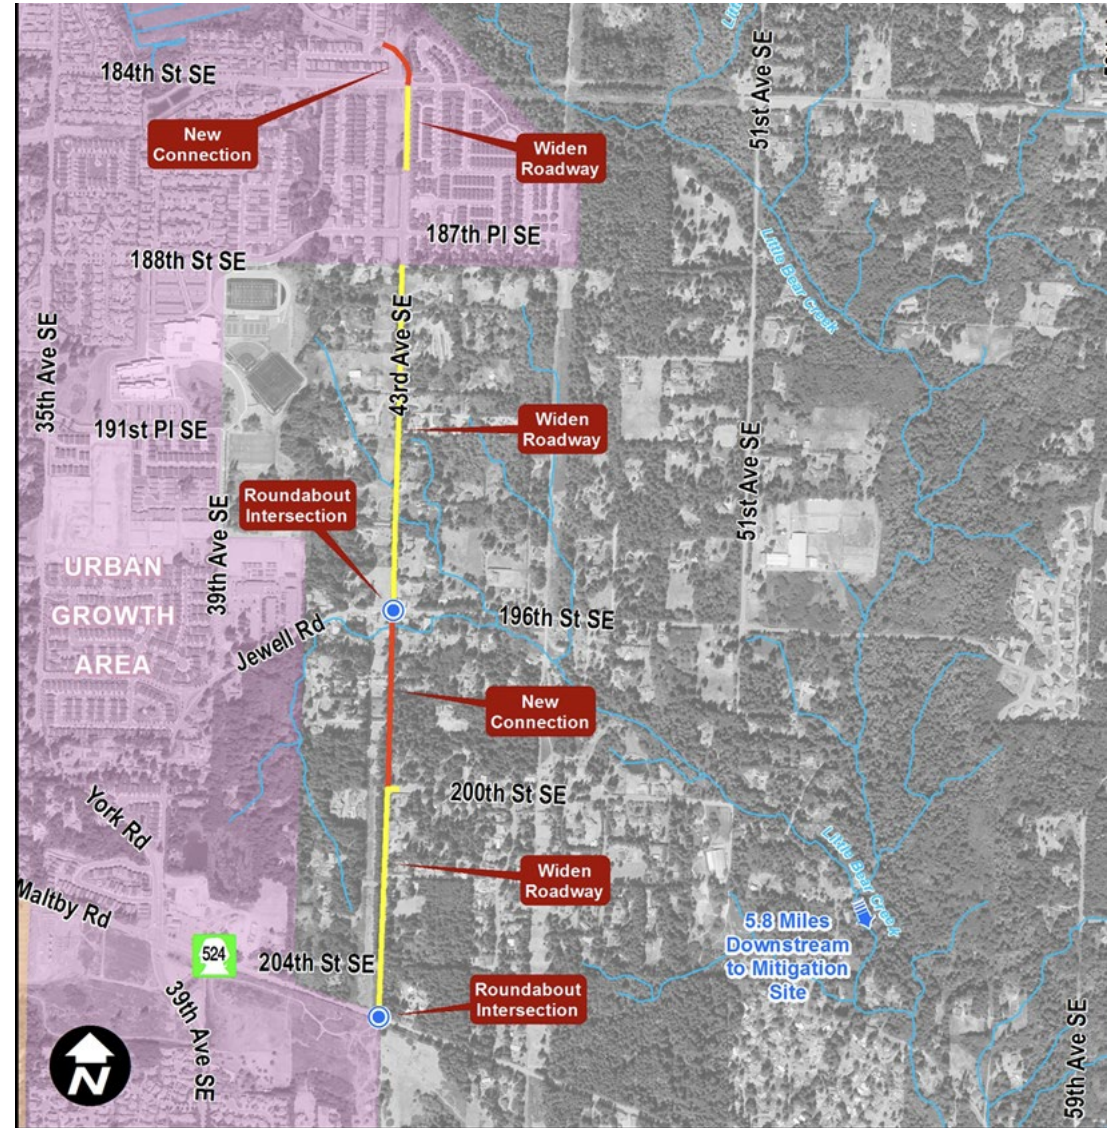 184th St SE
New
Connection
Widen
Roadway
51st Ave SE
187th Pl SE
188th St SE
Little Bear Creek
43rd Ave SE
35th Ave SE
191st Pl SE
Widen
Roadway
51st Ave SE
Roundabout
Intersection
39th Ave SE
URBAN
GROWTH
AREA
196th St SE
Jewell Rd
New
Connection
200th St SE
York Rd
Widen
Roadway
Little Bear Creek
Maltby Rd
5.8 Miles
Downstream
to Mitigation
Site
524
204th St SE
Roundabout
Intersection
39th Ave SE
59th Ave SE
N